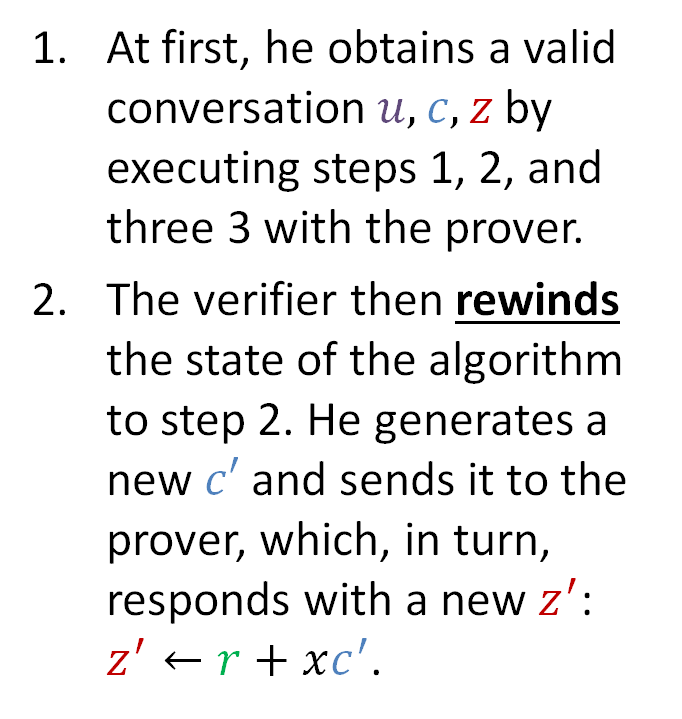 1. At first, he obtains a valid
conversation u, c, z by
executing steps 1, 2, and
three 3 with the prover.
2. The verifier then rewinds
the state of the algorithm
to step 2. He generates a
new c′ and sends it to the
prover, which, in turn,
responds with a new z′:
z′ ← r + xc′.